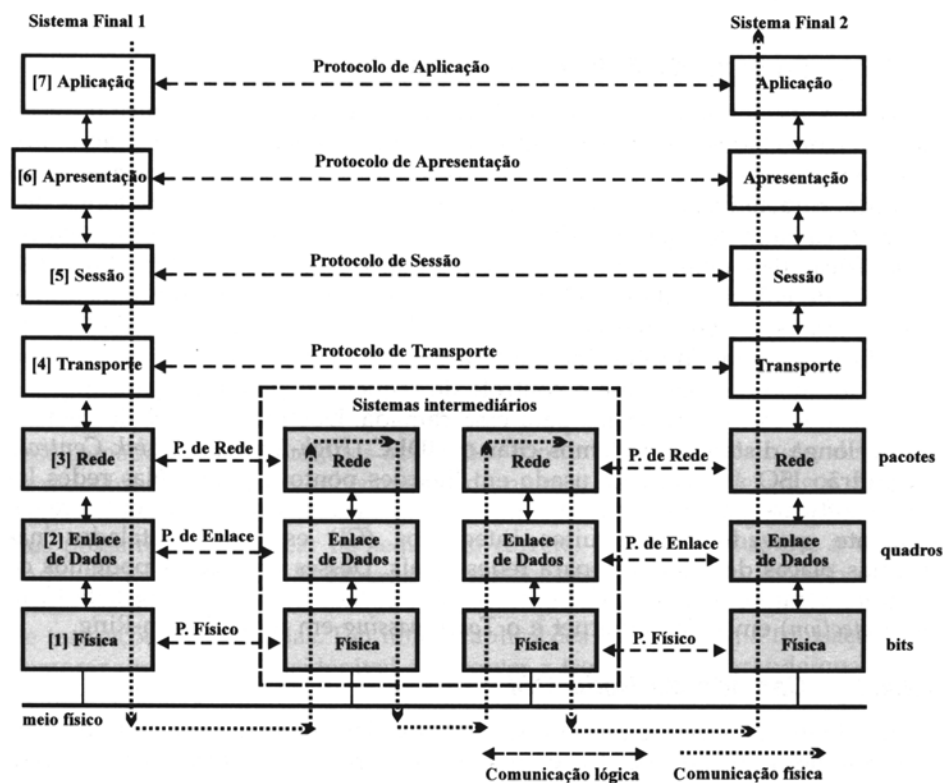 Sistema Final 1
Sistema Final 2
[7] Aplicação
Protocolo de Aplicação
Aplicação
[6] Apresentação
Protocolo de Apresentação
Apresentação
[5] Sessão
Protocolo de Sessão
Sessão
[4] Transporte
Protocolo de Transporte
Transporte
Sistemas intermediários
[3] Rede
P. de Rede
Rede
Rede
P. de Rede
Rede
pacotes
[2] Enlace
de Dados
P. de Enlace
Enlace
de Dados
Enlace
de Dados
P. de Enlace
Enlace
de Dados
quadros
[1] Física
P. Físico
Física
Física
P. Físico
Física
bits
meio físico
Comunicação lógica
Comunicação física